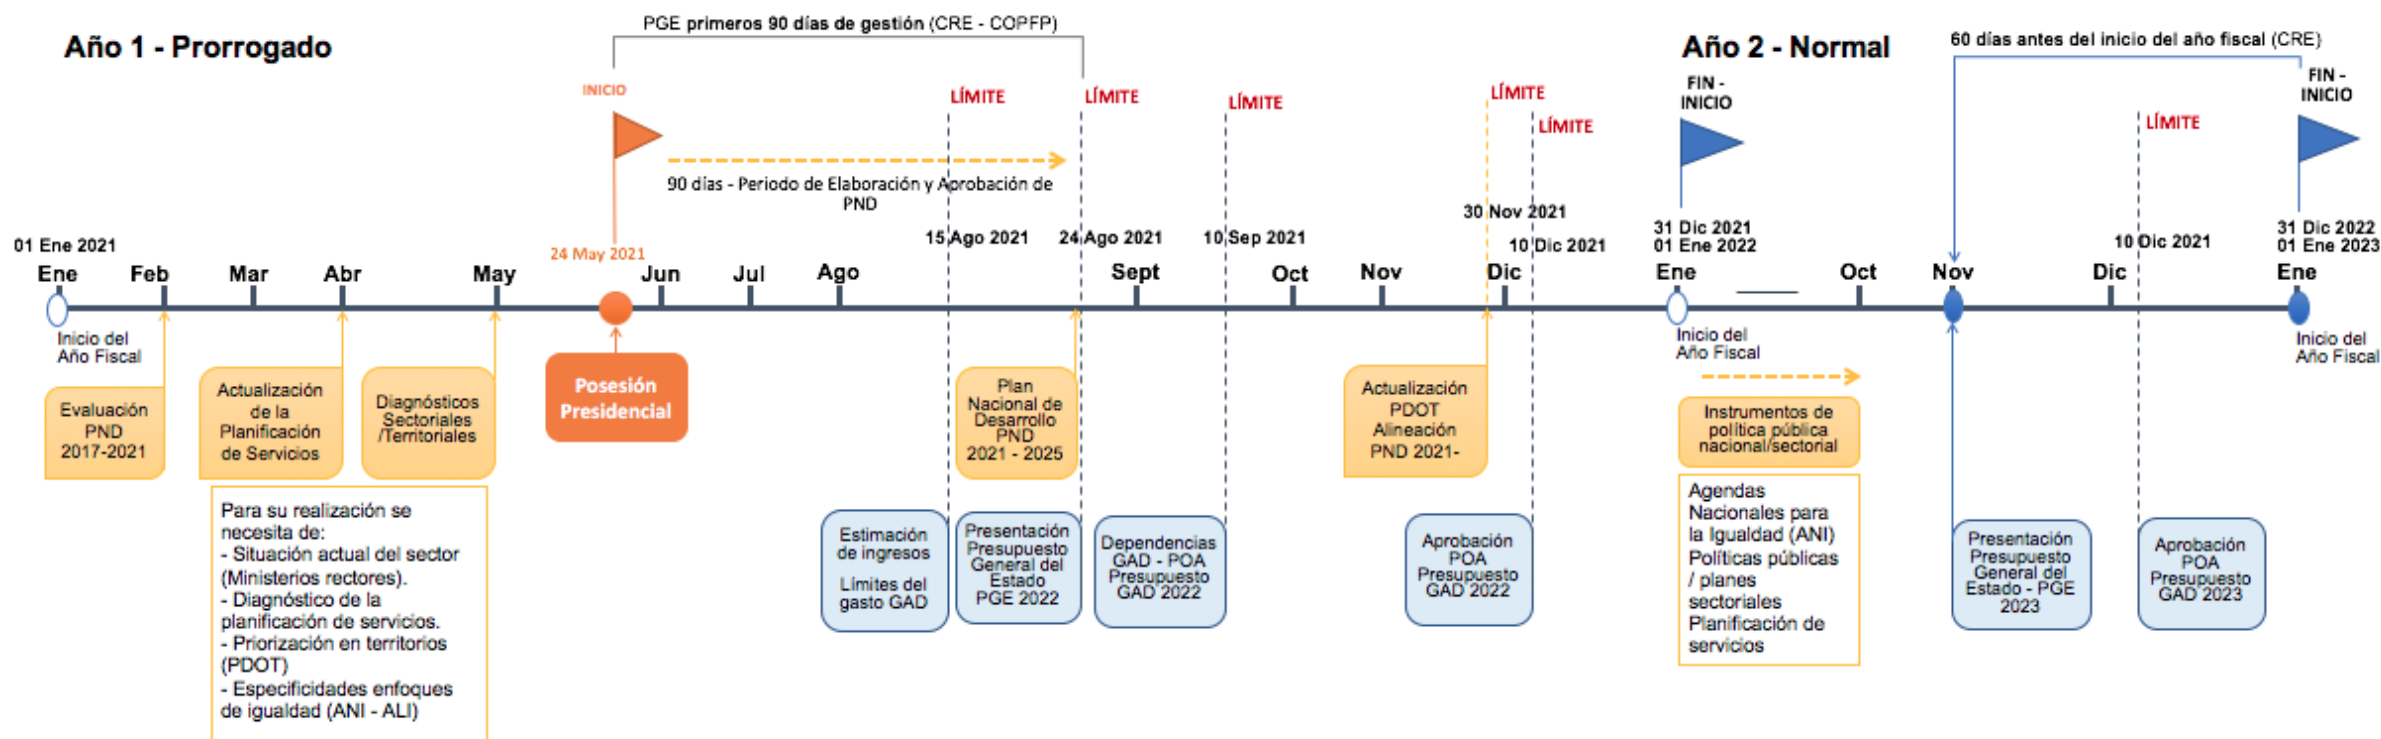 PGE primeros 90 días de gestión (CRE - COPFP)
Año 1 - Prorrogado
Año 2 - Normal
60 días antes del inicio del año fiscal (CRE)
INICIO
LÍMITE
LÍMITE
LÍMITE
LÍMITE
LÍMITE
FIN -
INICIO
LÍMITE
FIN -
INICIO
90 días - Periodo de Elaboración y Aprobación de
PND
01 Ene 2021
24 May 2021
15 Ago 2021
24 Ago 2021
10 Sep 2021
30 Nov 2021
10 Dic 2021
31 Dic 2021
01 Ene 2022
10 Dic 2021
31 Dic 2022
01 Ene 2023
Ene
Feb
Mar
Abr
May
Jun
Jul
Ago
Sept
Oct
Nov
Dic
Ene
Oct
Nov
Dic
Ene
Inicio del
Año Fiscal
Inicio del
Año Fiscal
Inicio del
Año Fiscal
Evaluación
PND
2017-2021
Actualización
de la
Planificación
de Servicios
Diagnósticos
Sectoriales
/Territoriales
Posesión
Presidencial
Plan
Nacional de
Desarrollo
PND
2021 - 2025
Actualización
PDOT
Alineación
PND 2021-
Instrumentos de
política pública
nacional/sectorial
Para su realización se
necesita de:
- Situación actual del sector
(Ministerios rectores).
- Diagnóstico de la
planificación de servicios.
- Priorización en territorios
(PDOT)
- Especificidades enfoques
de igualdad (ANI - ALI)
Estimación
de ingresos
Límites del
gasto GAD
Presentación
Presupuesto
General del
Estado
PGE 2022
Dependencias
GAD - POA
Presupuesto
GAD 2022
Aprobación
POA
Presupuesto
GAD 2022
Agendas
Nacionales para
la Igualdad (ANI)
Políticas públicas
/ planes
sectoriales
Planificación de
servicios
Presentación
Presupuesto
General del
Estado - PGE
2023
Aprobación
POA
Presupuesto
GAD 2023